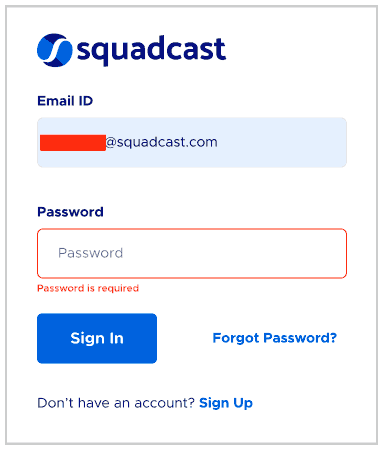 squadcast
Email ID
@squadcast.com
Password
Password
Password is required
Sign In
Forgot Password?
Don't have an account? Sign Up